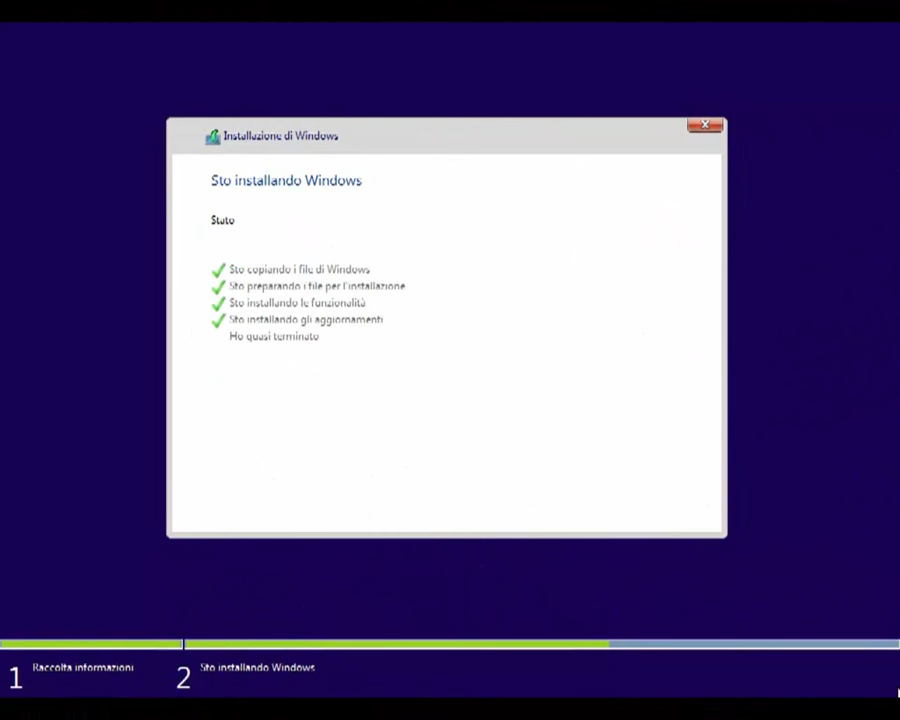 Installazione di Windows
Sto installando Windows
Stato
Sto copiando i file di Windows
Sto preparando i file per l'installazione
Sto installando le funzionalità
Sto installando gli aggiornamenti
Ho quasi terminato
1 Raccolta informazioni
2 Sto installando Windows